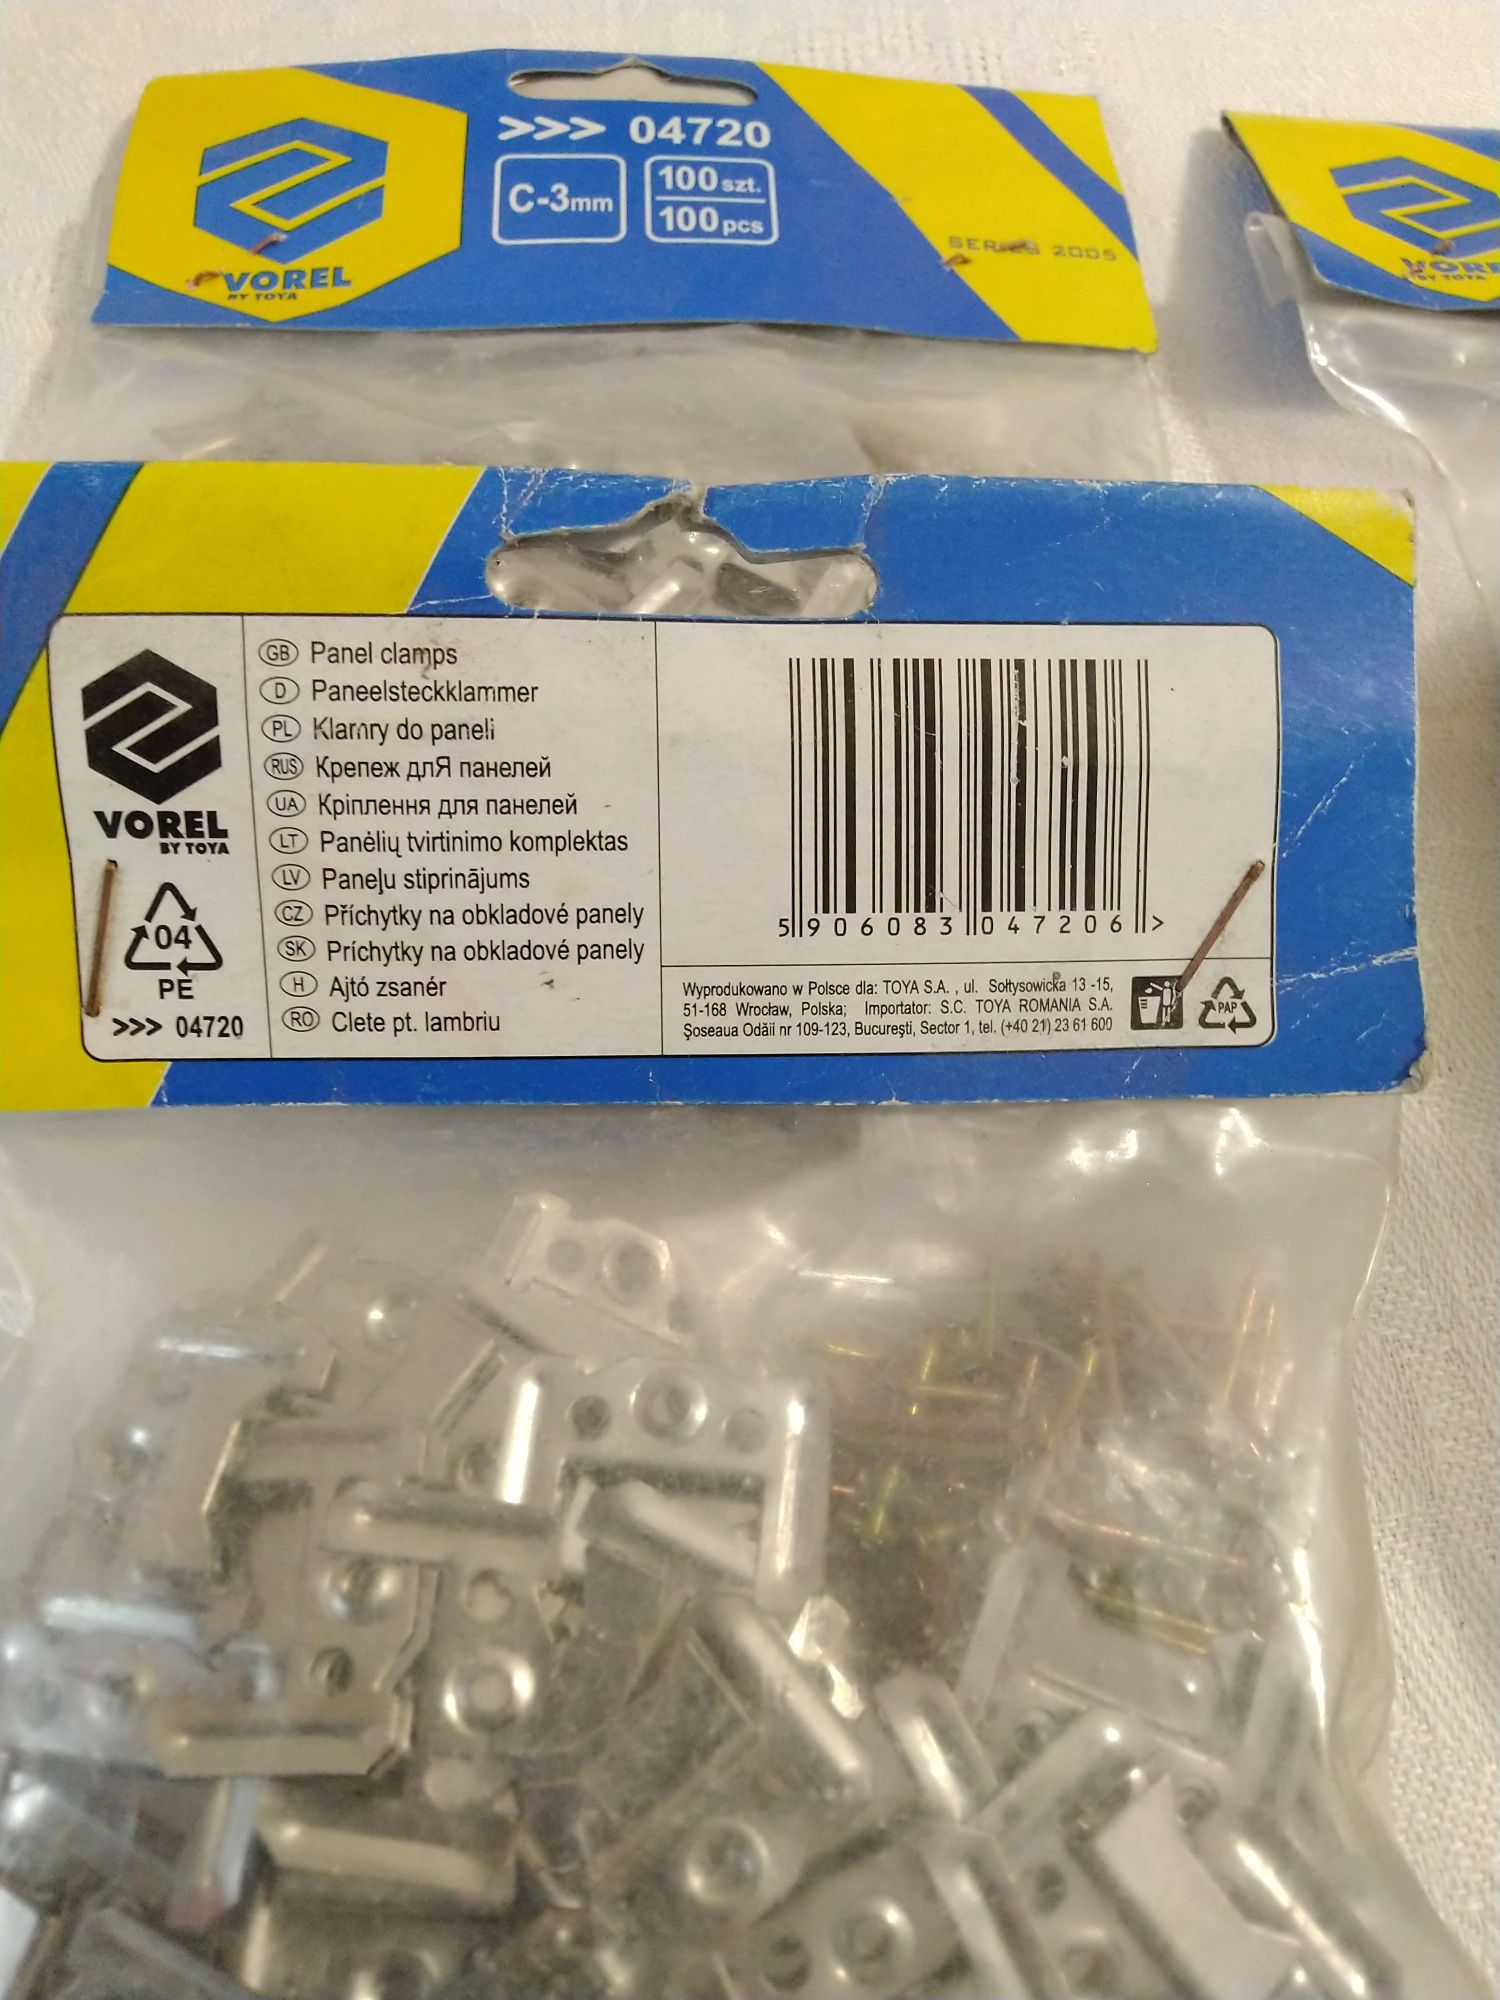 >>> 04720
C-3mm
100 szt.
100 pcs
SERIES 2005
VOREL
BY TOYA
VOREL
BY TOYA
GB Panel clamps
D Paneelsteckklammer
PL Klamry do paneli
RUS Крепеж длЯ панелей
UA Кріплення для панелей
LT Panėlių tvirtinimo komplektas
LV Paneļu stiprinājums
CZ Příchytky na obkladové panely
SK Príchytky na obkladové panely
H Ajtó zsanér
RO Clete pt. lambriu
VOREL
BY TOYA
04
PE
>>> 04720
5 906083 047206 >
Wyprodukowano w Polsce dla: TOYA S.A. , ul. Sołtysowicka 13 -15,
51-168 Wrocław, Polska; Importator: S.C. TOYA ROMANIA S.A.
Şoseaua Odăii nr 109-123, Bucureşti, Sector 1, tel. (+40 21) 23 61 600
PAP